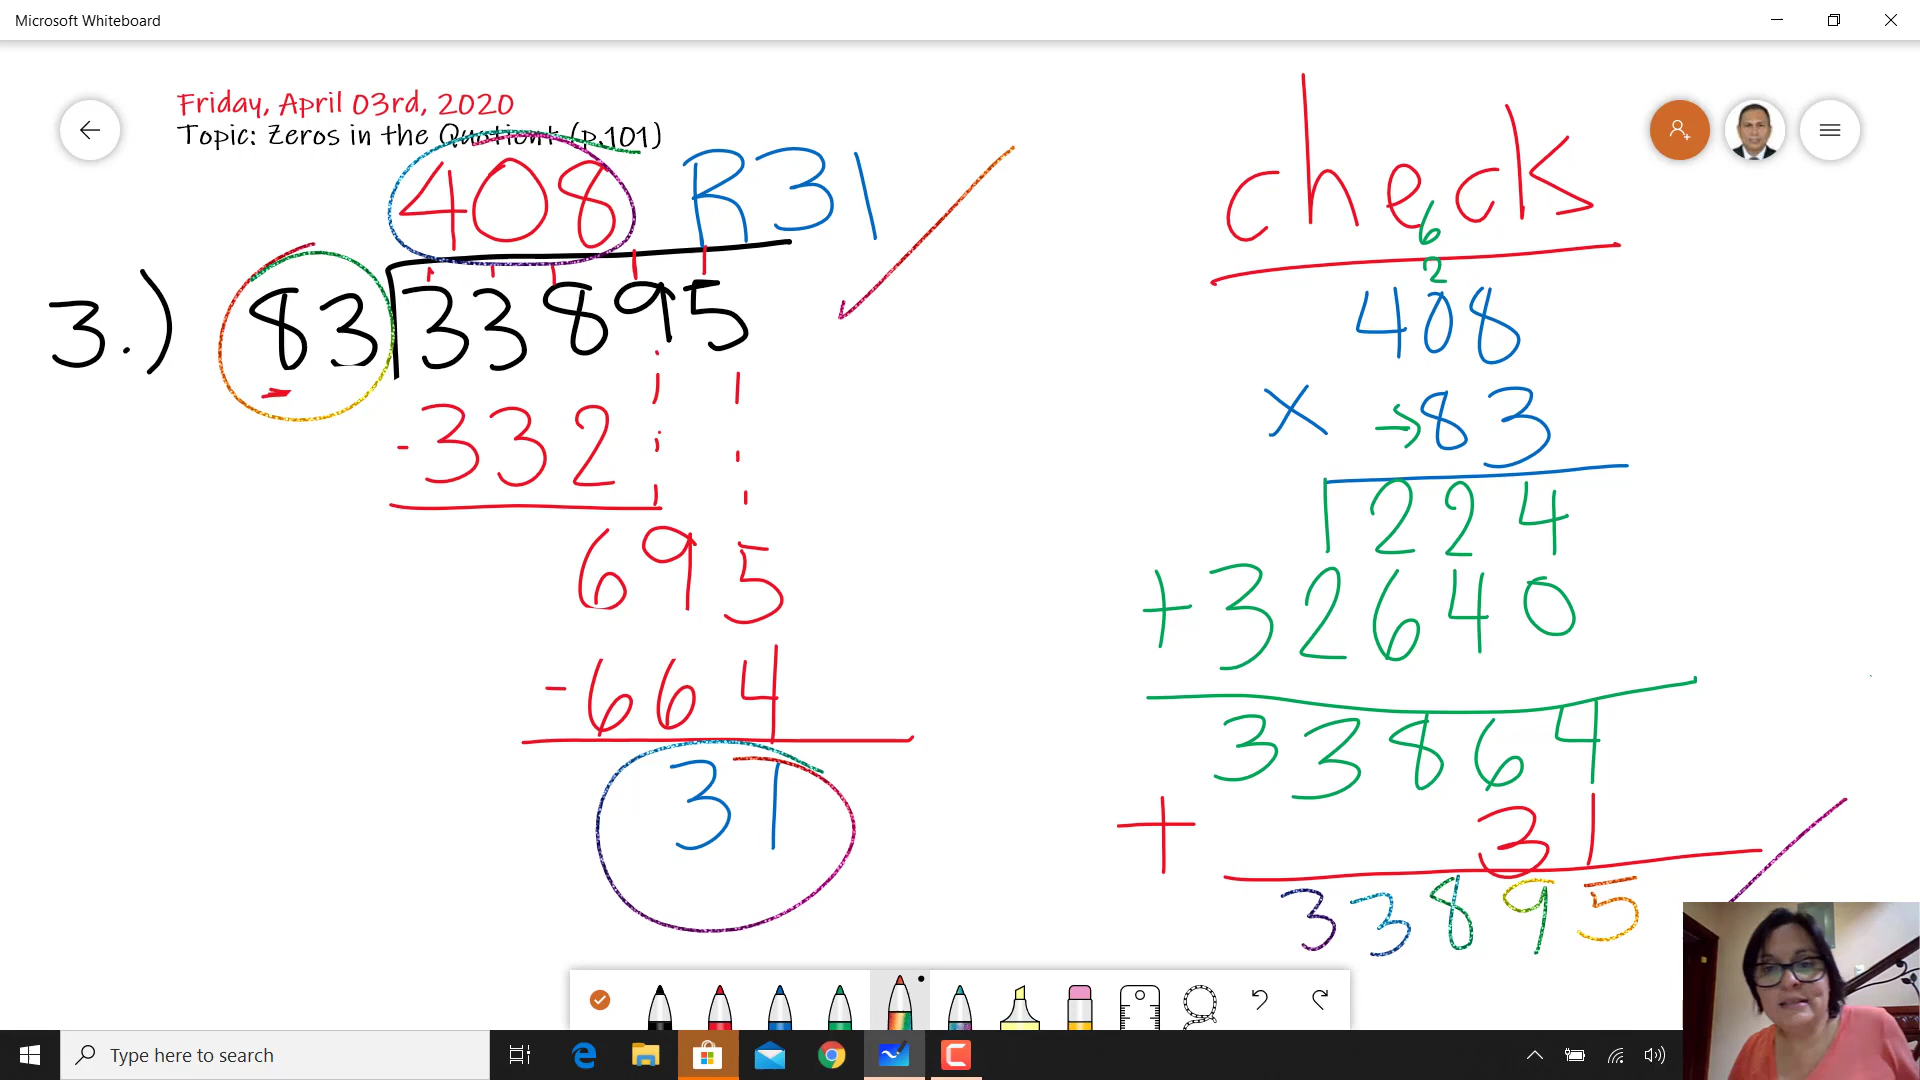 Microsoft Whiteboard
Friday, April 03rd, 2020
Topic: Zeros in the Quotient (p.101)
408 R31
3.) 83 33895
-332
695
-664
31
check
6
2
408
x →83
1224
+32640
33864
+ 31
33895
Type here to search